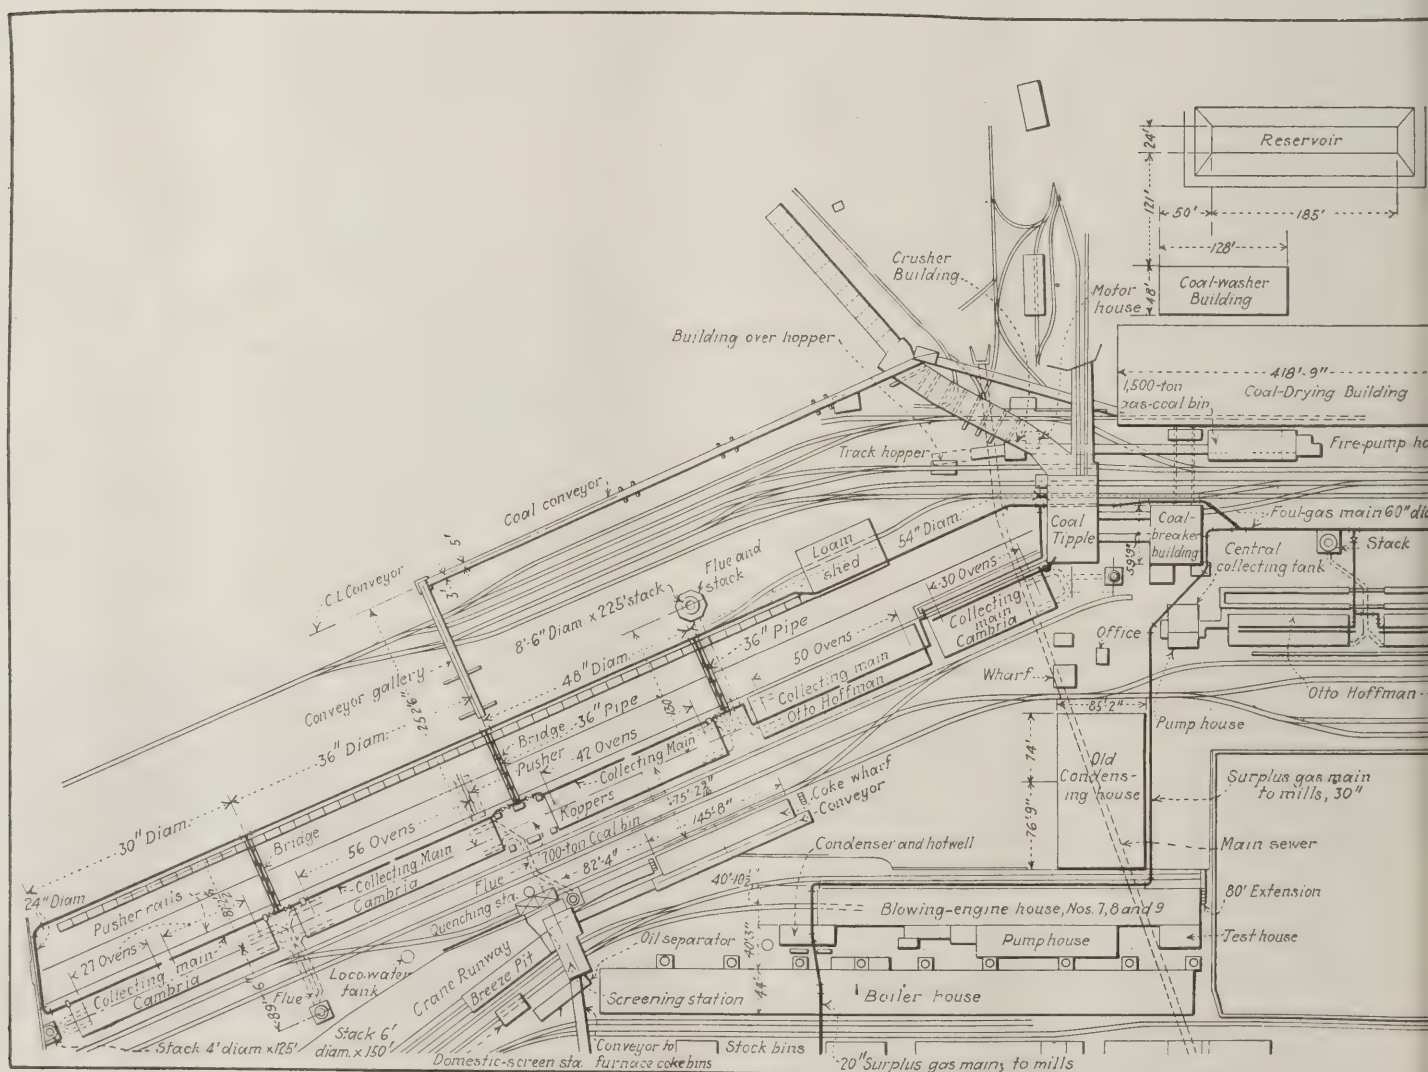 Reservoir
24'
121'
50'
185'
128'
48'
Coal-washer
Building
Crusher
Building
Motor
house
Building over hopper
418'-9"
1,500-ton
gas-coal bin
Coal-Drying Building
Track hopper
Fire-pump ho
Coal conveyor
54" Diam.
Loam
shed
Coal
Tipple
Coal-
breaker
building
59'9"
Foul-gas main 60" dia
Stack
Central
collecting tank
5'
C.L. Conveyor
Flue and
stack
8'-6" Diam x 225' stack
30 Ovens
Collecting
main
Cambria
36" Pipe
50 Ovens
Collecting main
Otto Hoffman
Office
Wharf
85'-2"
Otto Hoffman
Pump house
48" Diam.
Conveyor gallery
252'6"
36" Diam.
Bridge
36" Pipe
130'
Pusher
42 Ovens
Collecting Main
Koppers
74'
Old
Condens-
ing house
76'-9"
Surplus gas main
to mills, 30"
Coke wharf
Conveyor
145'-8"
700-ton Coal bin
82'-4"
30" Diam.
Bridge
56 Ovens
Collecting Main
Cambria
Flue
Quenching sta.
Condenser and hotwell
Main sewer
24" Diam
Pusher rails
27 Ovens
Collecting main
Cambria
Flue
Loco. water
tank
Crane Runway
Breeze Pit
Oil separator
40'3"
44'
Blowing-engine house, Nos. 7, 8 and 9
80' Extension
Pump house
Test house
Screening station
Boiler house
Stack 4' diam x 125'
Stack 6'
diam. x 150'
Domestic-screen sta.
Conveyor to
furnace coke bins
Stock bins
20" Surplus gas main, to mills